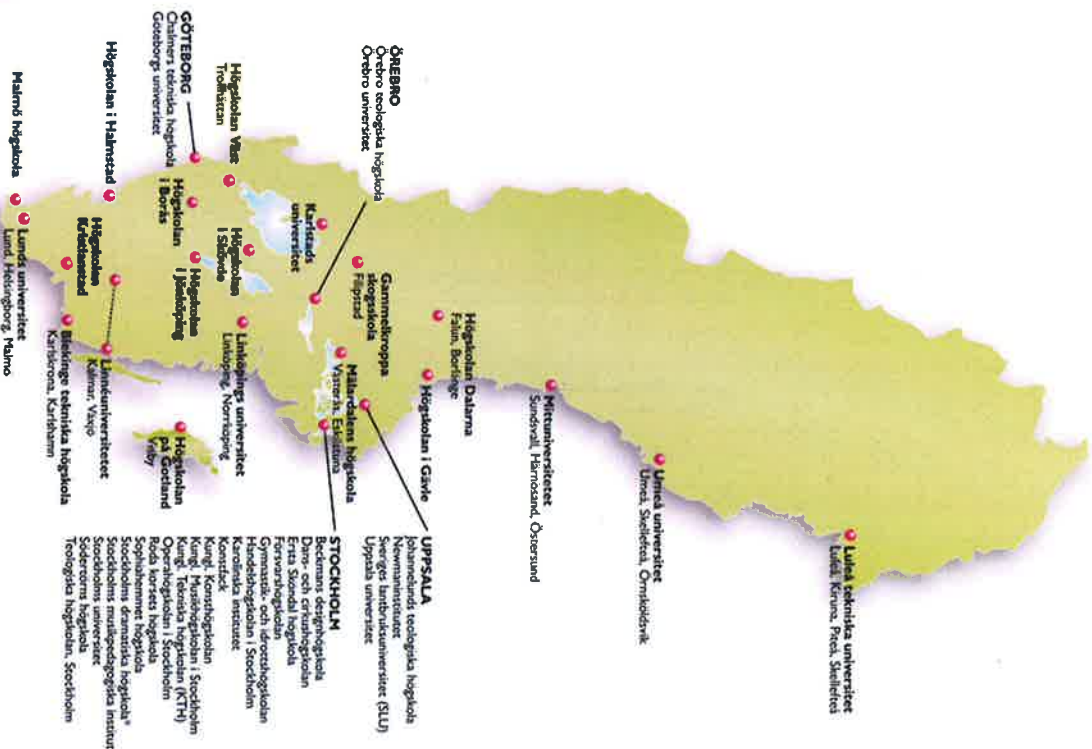 Luleå tekniska universitet
Luleå, Kiruna, Piteå, Skellefteå
Umeå universitet
Umeå, Skellefteå, Örnsköldsvik
Mittuniversitetet
Sundsvall, Härnösand, Östersund
Högskolan Dalarna
Falun, Borlänge
Högskolan i Gävle
Gammelkroppa
skogsskola
Filipstad
UPPSALA
Johannelunds teologiska högskola
Newmaninstitutet
Sveriges lantbruksuniversitet (SLU)
Uppsala universitet
ÖREBRO
Örebro teologiska högskola
Örebro universitet
Karlstads
universitet
Mälardalens högskola
Västerås, Eskilstuna
STOCKHOLM
Beckmans designhögskola
Dans- och cirkushögskolan
Ersta Sköndal högskola
Försvarshögskolan
Gymnastik- och idrottshögskolan
Handelshögskolan i Stockholm
Karolinska institutet
Konstfack
Kungl. Konsthögskolan
Kungl. Musikhögskolan i Stockholm
Kungl. Tekniska högskolan (KTH)
Operahögskolan i Stockholm
Röda korsets högskola
Sophiahemmet högskola
Stockholms dramatiska högskola*
Stockholms musikpedagogiska institut
Stockholms universitet
Södertörns högskola
Teologiska högskolan, Stockholm
Högskolan Väst
Trollhättan
Högskolan
i Skövde
Linköpings universitet
Linköping, Norrköping
GÖTEBORG
Chalmers tekniska högskola
Göteborgs universitet
Högskolan
i Borås
Högskolan
i Jönköping
Högskolan
på Gotland
Visby
Högskolan i Halmstad
Linnéuniversitetet
Kalmar, Växjö
Högskolan
Kristianstad
Blekinge tekniska högskola
Karlskrona, Karlshamn
Malmö högskola
Lunds universitet
Lund, Helsingborg, Malmö